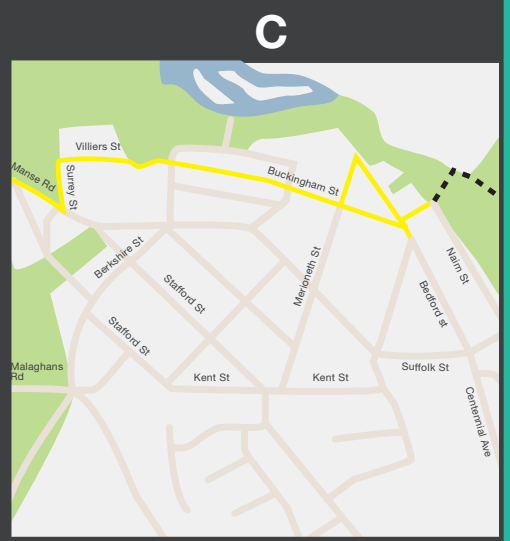 C
Villiers St
Manse Rd
Surrey St
Buckingham St
Berkshire St
Stafford St
Merioneth St
Nairn St
Bedford st
Stafford St
Malaghans
Rd
Kent St
Kent St
Suffolk St
Centennial Ave